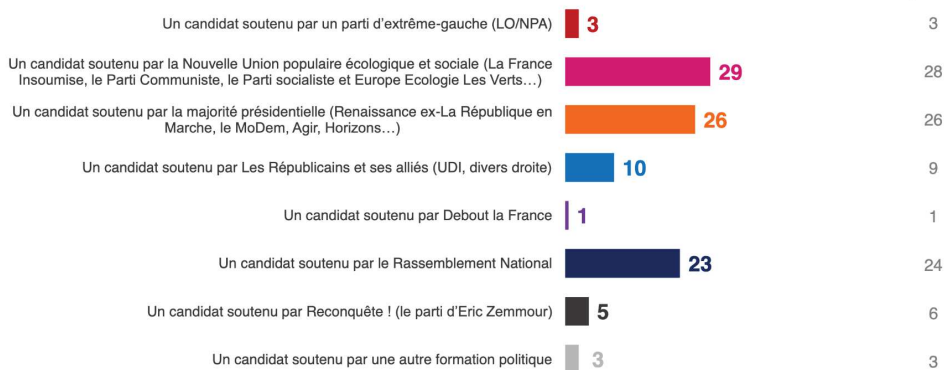 Un candidat soutenu par un parti d'extrême-gauche (LO/NPA) 3 3
Un candidat soutenu par la Nouvelle Union populaire écologique et sociale (La France
Insoumise, le Parti Communiste, le Parti socialiste et Europe Ecologie Les Verts…) 29 28
Un candidat soutenu par la majorité présidentielle (Renaissance ex-La République en
Marche, le MoDem, Agir, Horizons…) 26 26
Un candidat soutenu par Les Républicains et ses alliés (UDI, divers droite) 10 9
Un candidat soutenu par Debout la France 1 1
Un candidat soutenu par le Rassemblement National 23 24
Un candidat soutenu par Reconquête ! (le parti d'Eric Zemmour) 5 6
Un candidat soutenu par une autre formation politique 3 3